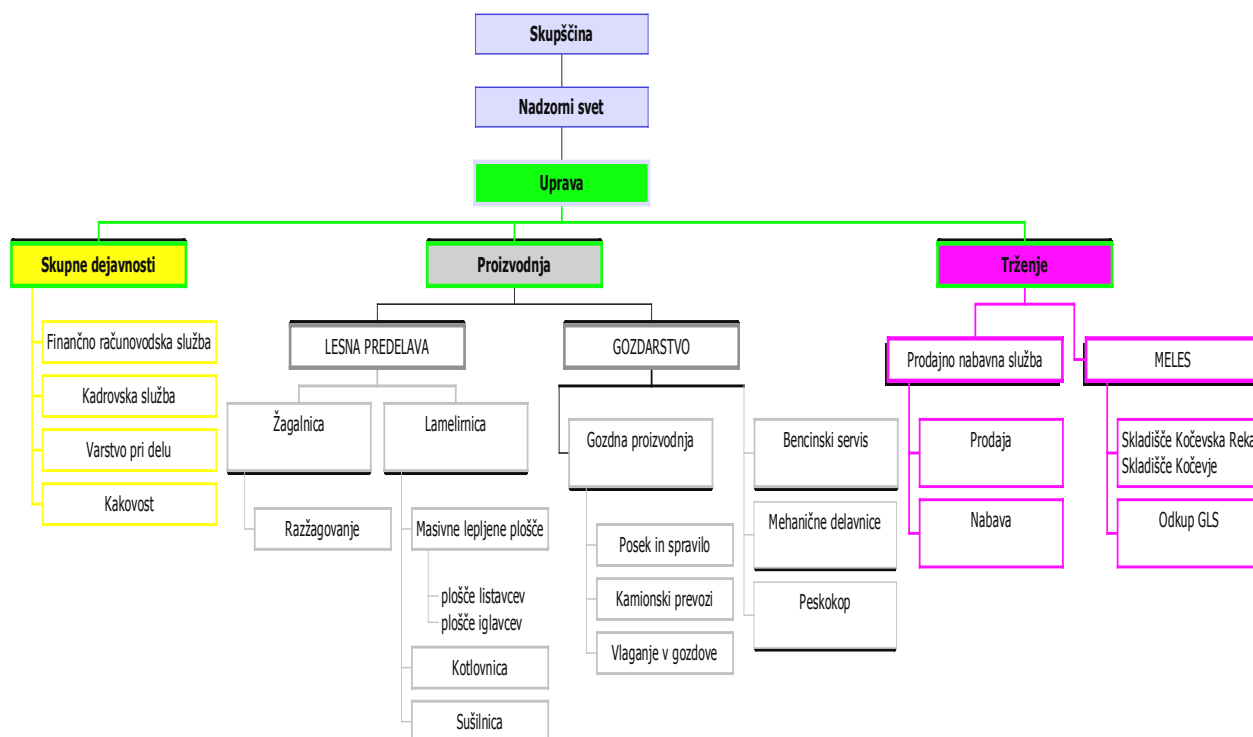 Skupščina
Nadzorni svet
Uprava
Skupne dejavnosti
Proizvodnja
Trženje
Finančno računovodska služba
Kadrovska služba
Varstvo pri delu
Kakovost
LESNA PREDELAVA
GOZDARSTVO
Žagalnica
Lamelirnica
Razžagovanje
Masivne lepljene plošče
plošče listavcev
plošče iglavcev
Kotlovnica
Sušilnica
Gozdna proizvodnja
Posek in spravilo
Kamionski prevozi
Vlaganje v gozdove
Bencinski servis
Mehanične delavnice
Peskokop
Prodajno nabavna služba
MELES
Prodaja
Nabava
Skladišče Kočevska Reka
Skladišče Kočevje
Odkup GLS